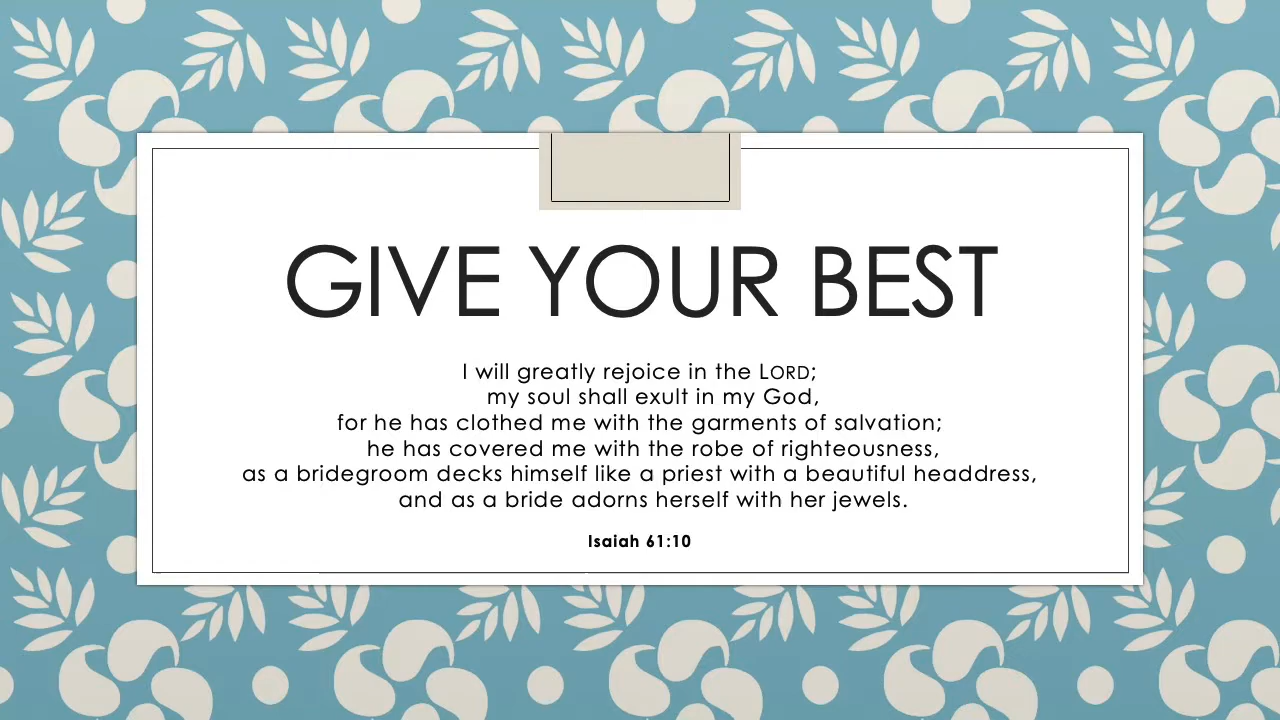 GIVE YOUR BEST
I will greatly rejoice in the LORD;
my soul shall exult in my God,
for he has clothed me with the garments of salvation;
he has covered me with the robe of righteousness,
as a bridegroom decks himself like a priest with a beautiful headdress,
and as a bride adorns herself with her jewels.
Isaiah 61:10